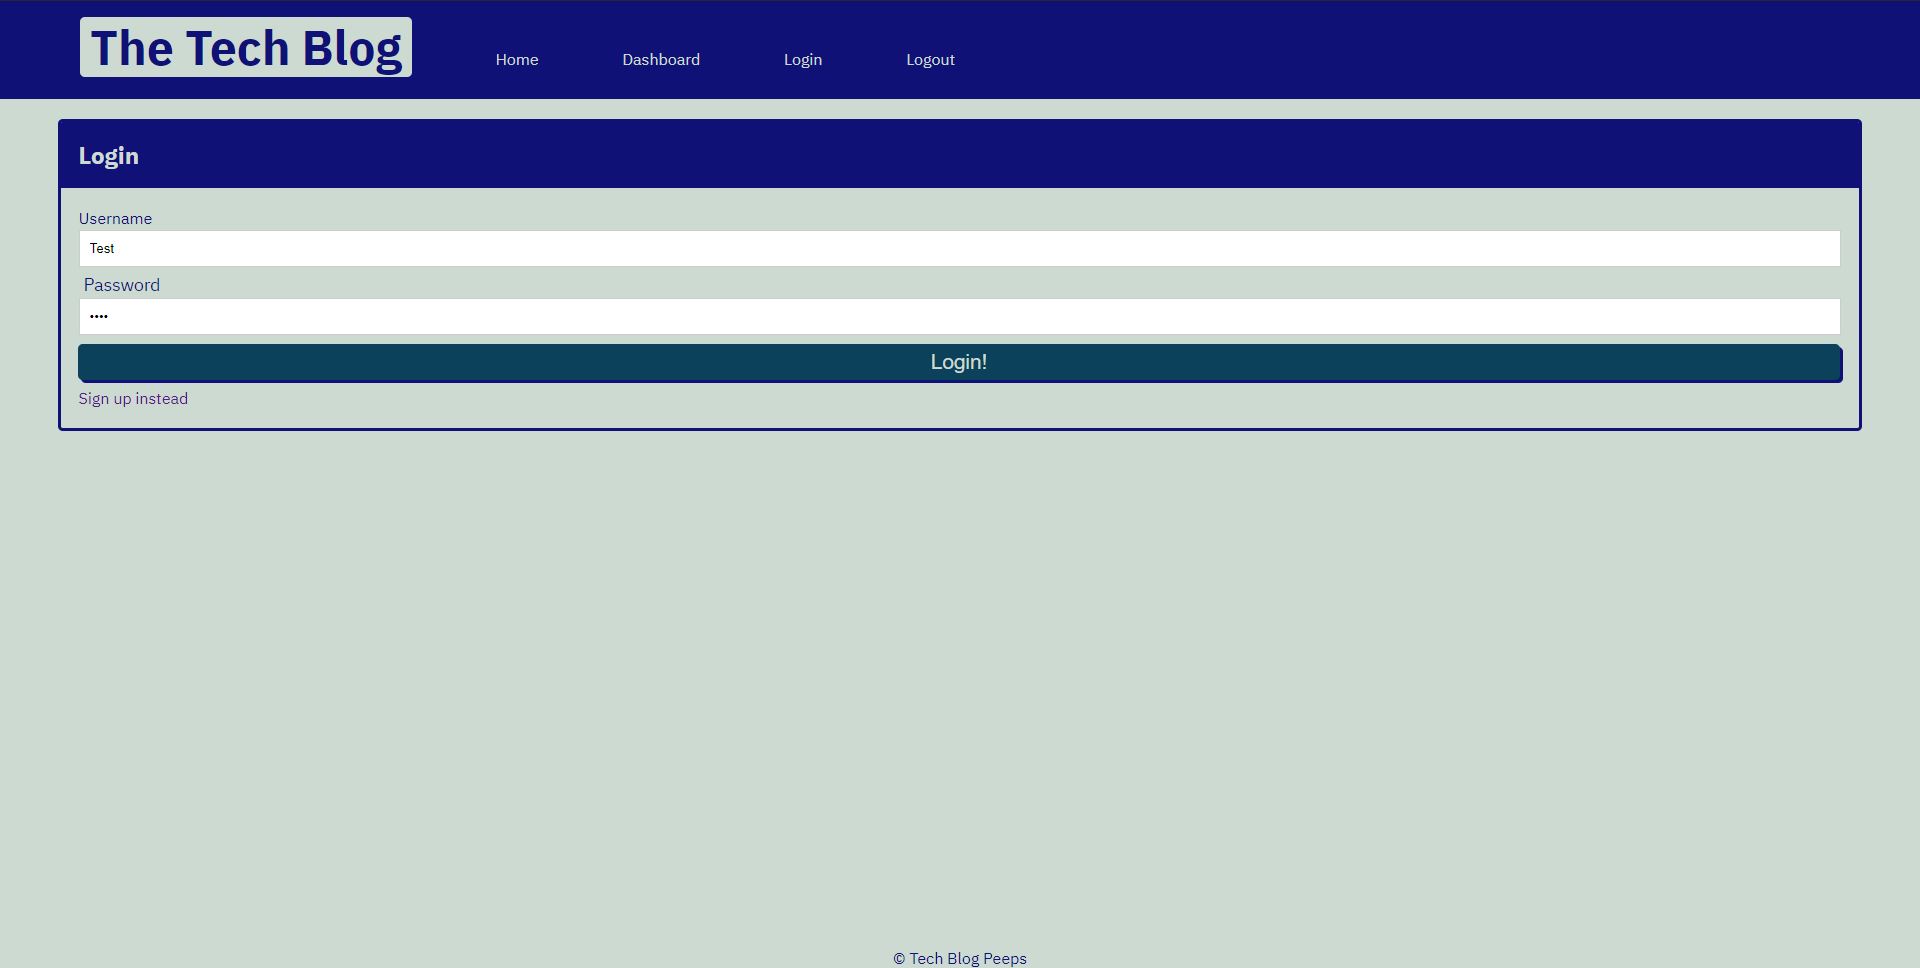 The Tech Blog Home Dashboard Login Logout
Login
Username
Test
Password
••••
Login!
Sign up instead
© Tech Blog Peeps